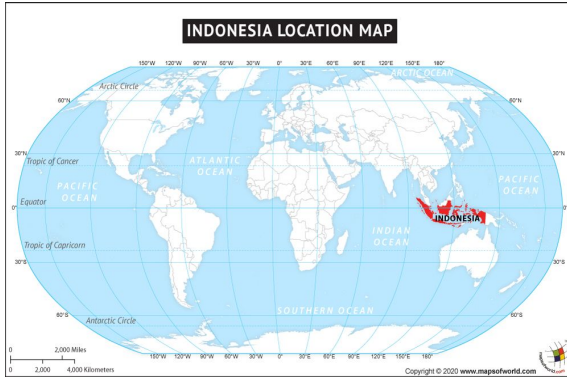 INDONESIA LOCATION MAP
150°W 120°W 90°W 60°W 30°W 0° 30°E 60°E 90°E 120°E 150°E 180°
ARCTIC OCEAN
Arctic Circle
60°N 60°N
30°N 30°N
Tropic of Cancer
ATLANTIC
OCEAN
PACIFIC
OCEAN
PACIFIC
OCEAN
Equator
0° 0°
INDONESIA
INDIAN
OCEAN
Tropic of Capricorn
30°S 30°S
SOUTHERN OCEAN
60°S 60°S
Antarctic Circle
150°W 120°W 90°W 60°W 30°W 0° 30°E 60°E 90°E 120°E 150°E 180°
0 2,000 Miles
0 2,000 4,000 Kilometers
Copyright © 2020 www.mapsofworld.com